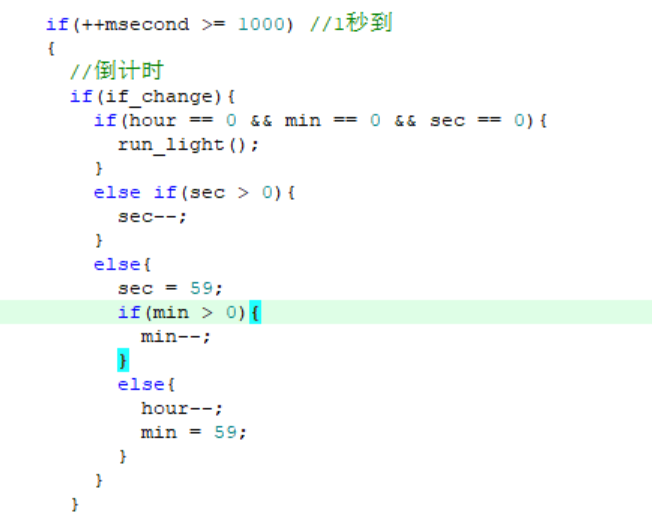 if(++msecond >= 1000) //1秒到
{
//倒计时
if(if_change){
if(hour == 0 && min == 0 && sec == 0){
run_light();
}
else if(sec > 0){
sec--;
}
else{
sec = 59;
if(min > 0){
min--;
}
else{
hour--;
min = 59;
}
}
}